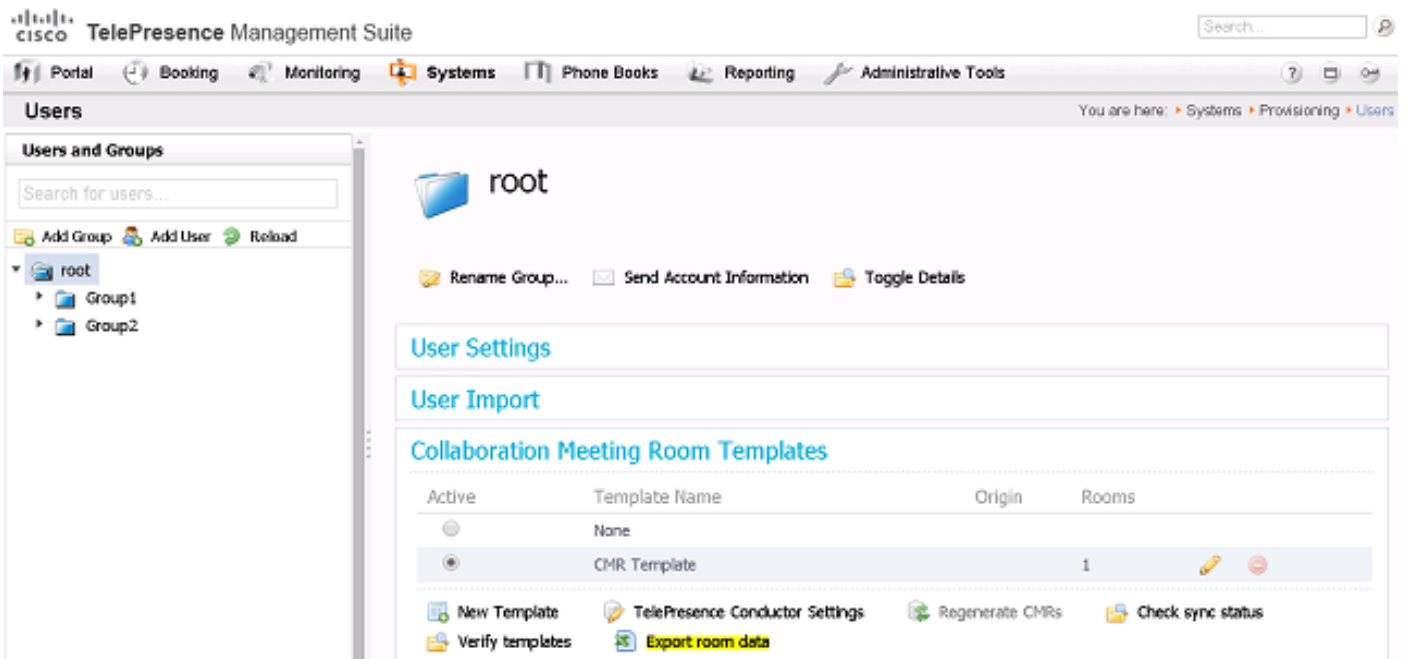 CISCO TelePresence Management Suite
Search...
Portal Booking Monitoring Systems Phone Books Reporting Administrative Tools
?
Users
You are here: Systems Provisioning Users
Users and Groups
Search for users...
Add Group Add User Reload
root
Group1
Group2
root
Rename Group... Send Account Information Toggle Details
User Settings
User Import
Collaboration Meeting Room Templates
Active Template Name Origin Rooms
None
CMR Template 1
New Template TelePresence Conductor Settings Regenerate CMRs Check sync status
Verify templates Export room data